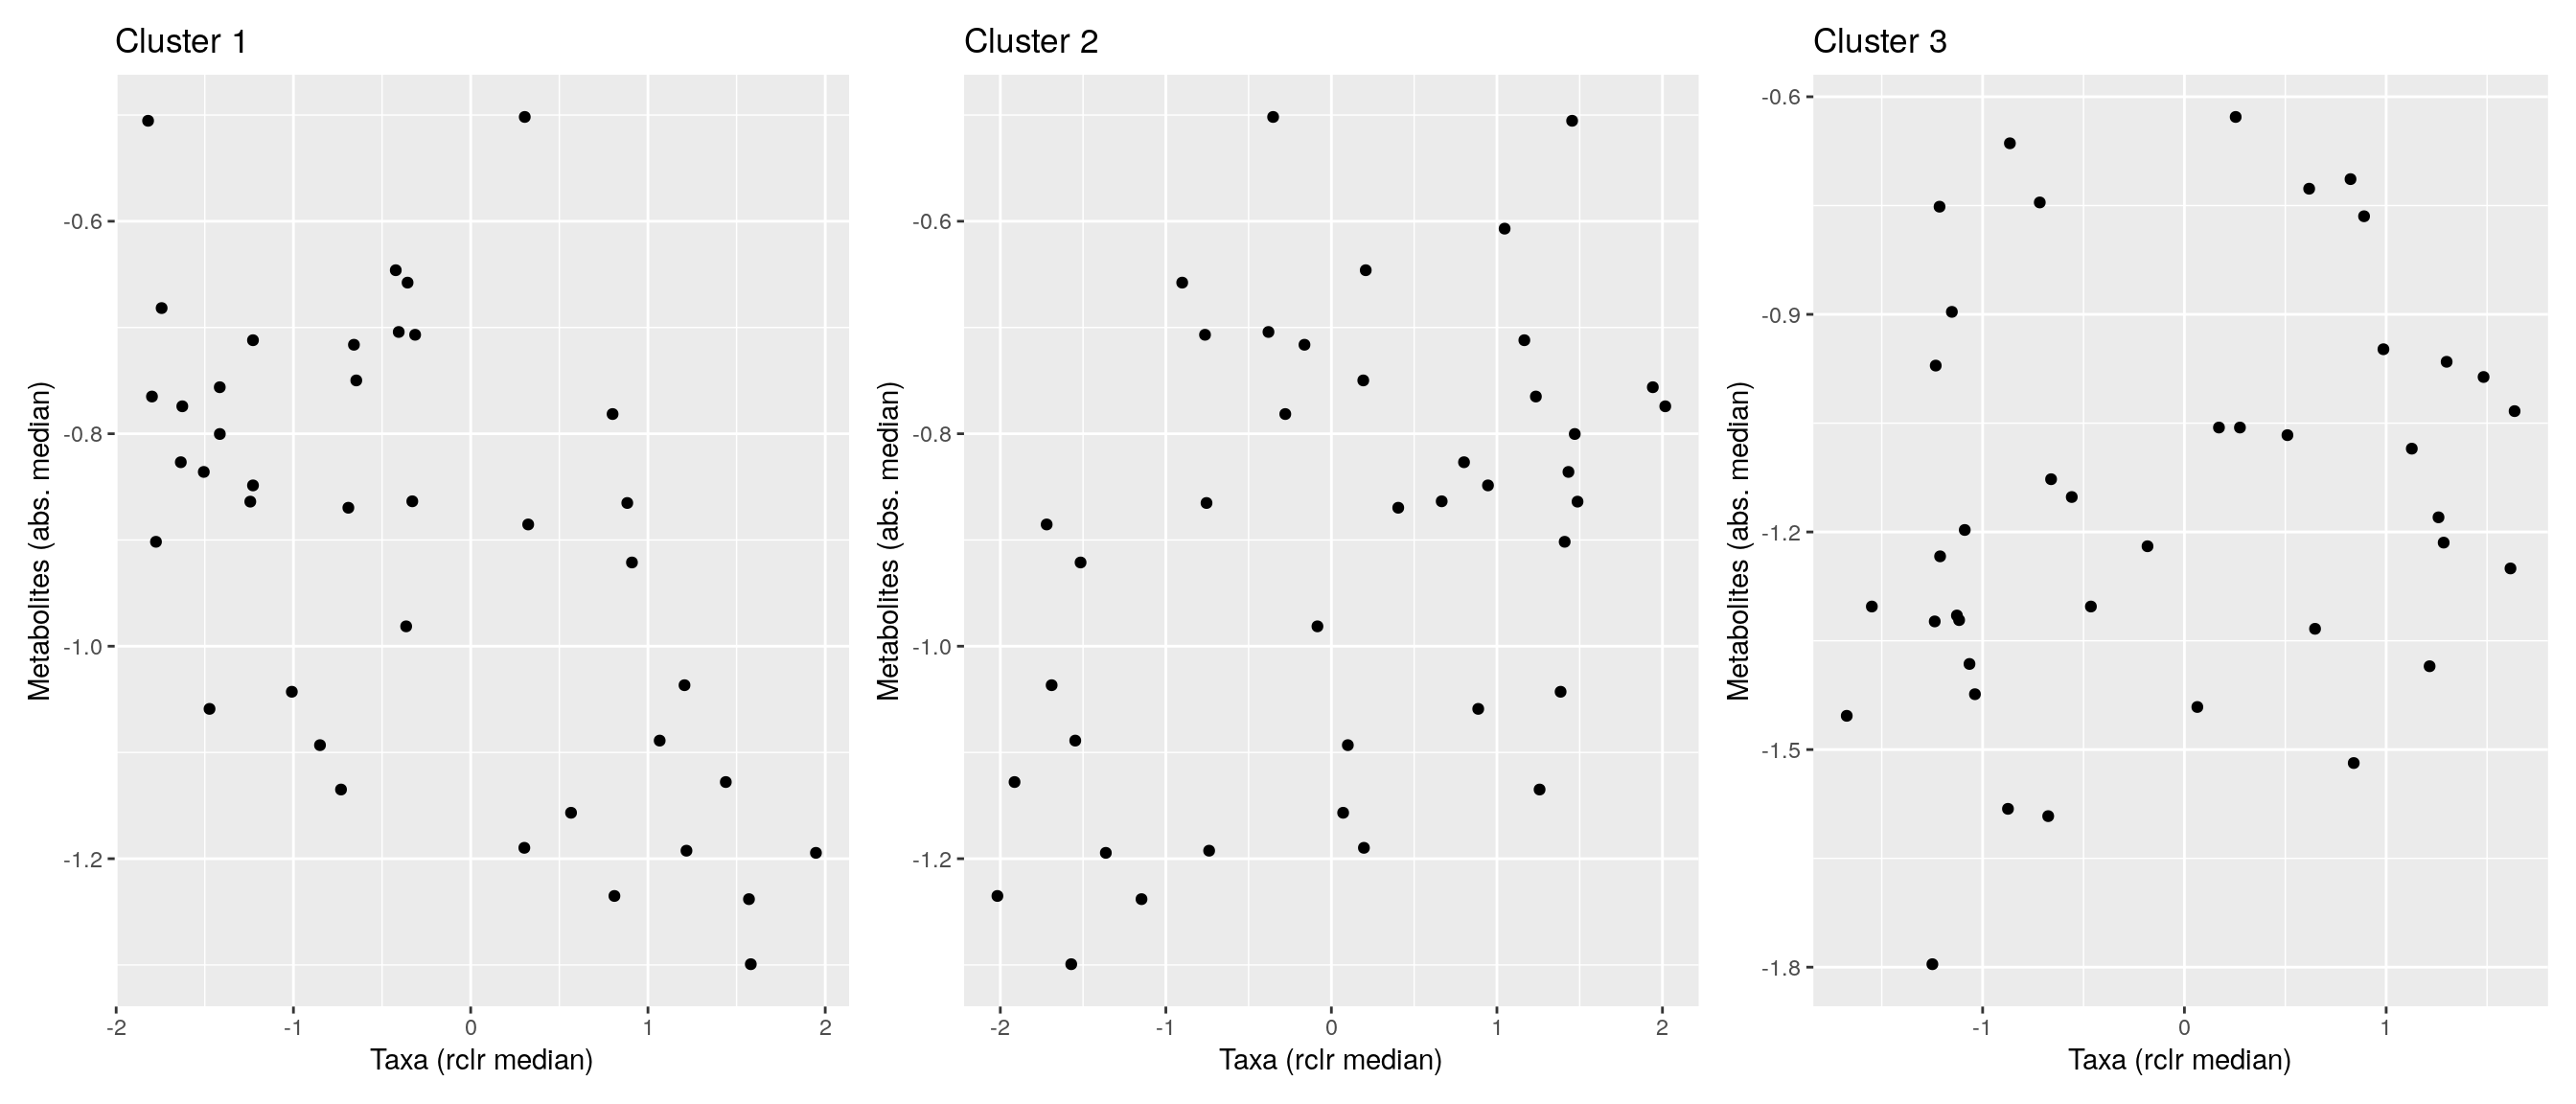 Cluster 1
Cluster 2
Cluster 3
Metabolites (abs. median)
-0.6
-0.8
-1.0
-1.2
-2 -1 0 1 2
Taxa (rclr median)
Metabolites (abs. median)
-0.6
-0.8
-1.0
-1.2
-2 -1 0 1 2
Taxa (rclr median)
Metabolites (abs. median)
-0.6
-0.9
-1.2
-1.5
-1.8
-1 0 1
Taxa (rclr median)